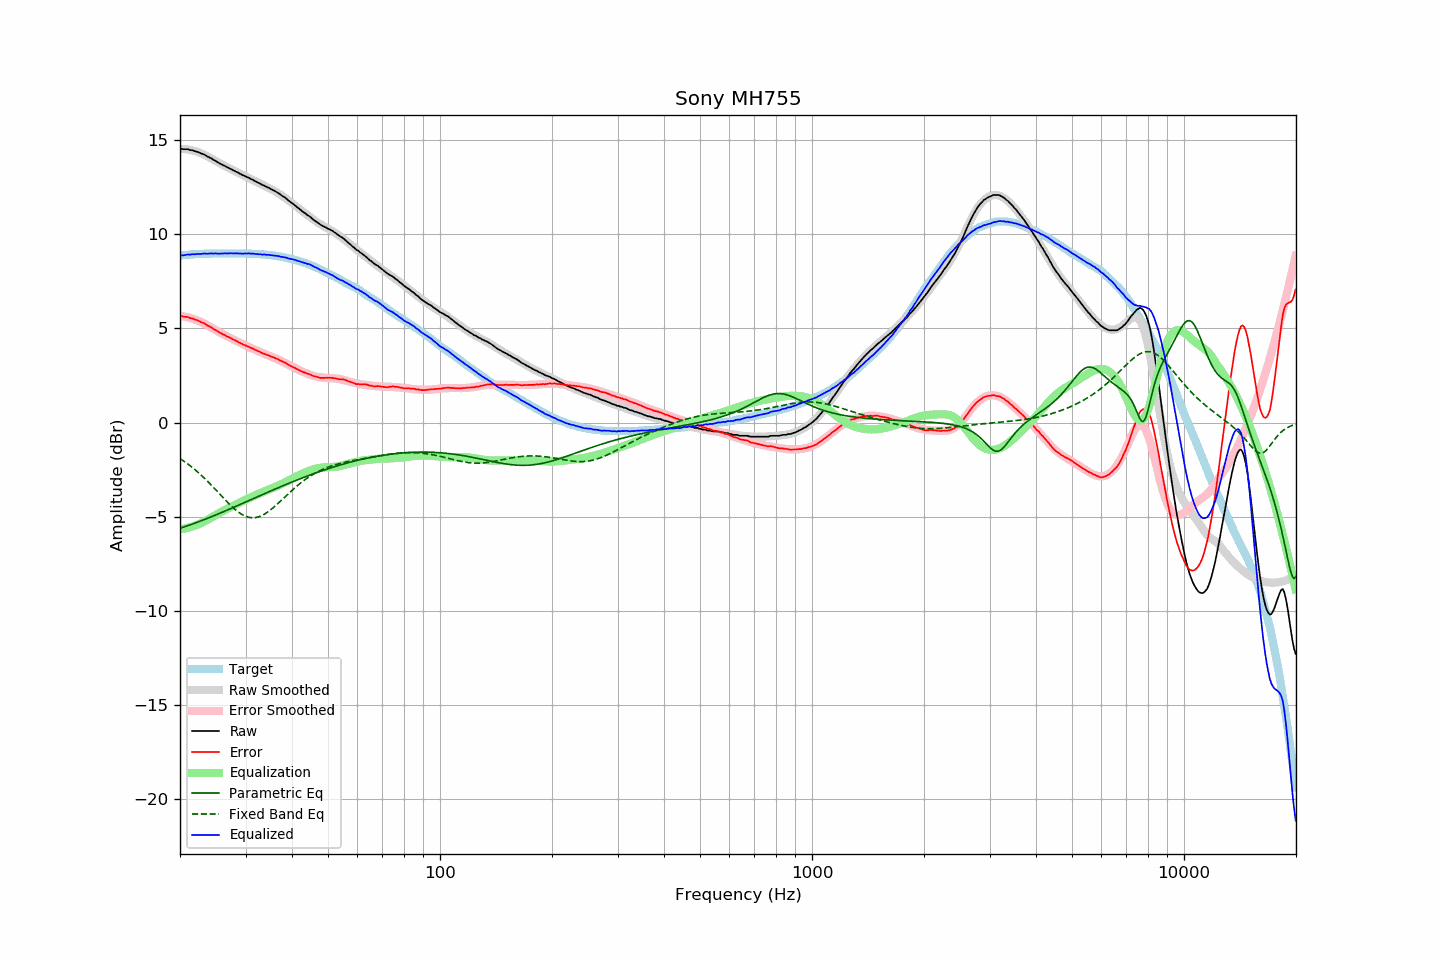 Sony MH755
15
10
5
0
−5
−10
−15
−20
Amplitude (dBr)
Target
Raw Smoothed
Error Smoothed
Raw
Error
Equalization
Parametric Eq
Fixed Band Eq
Equalized
100
1000
10000
Frequency (Hz)